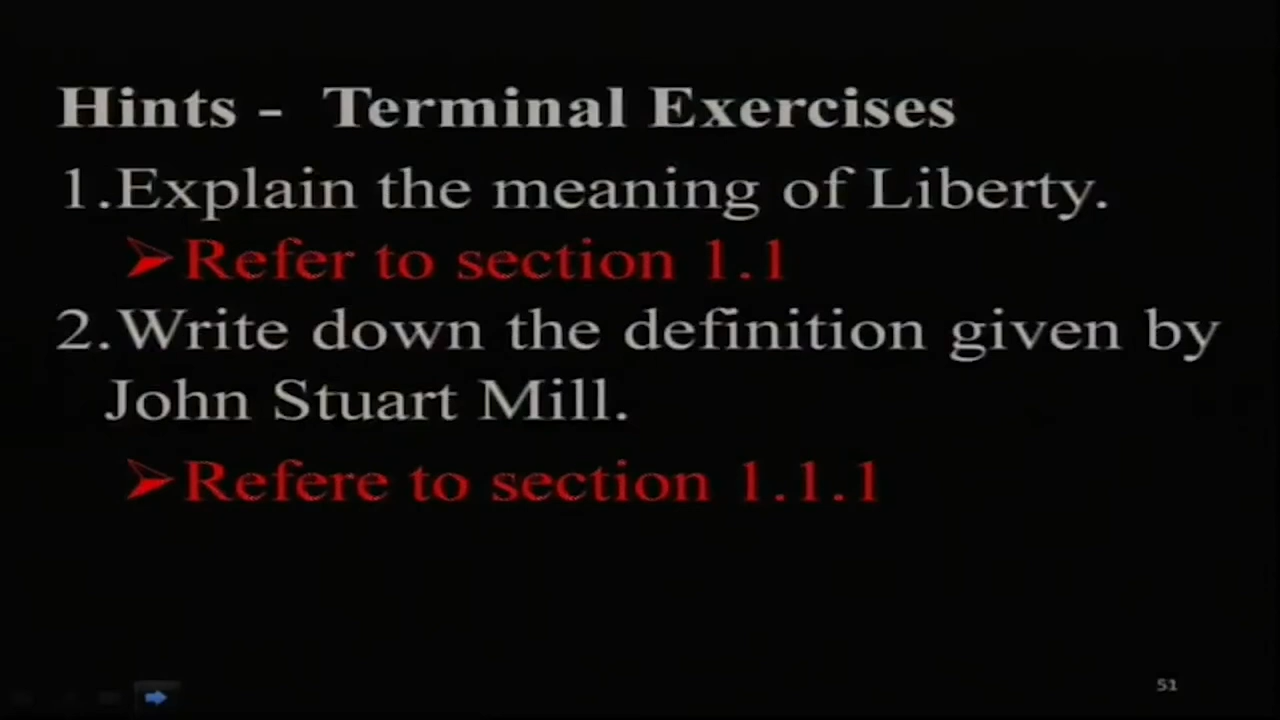 Hints - Terminal Exercises
1.Explain the meaning of Liberty.
➢Refer to section 1.1
2.Write down the definition given by
John Stuart Mill.
➢Refere to section 1.1.1
51